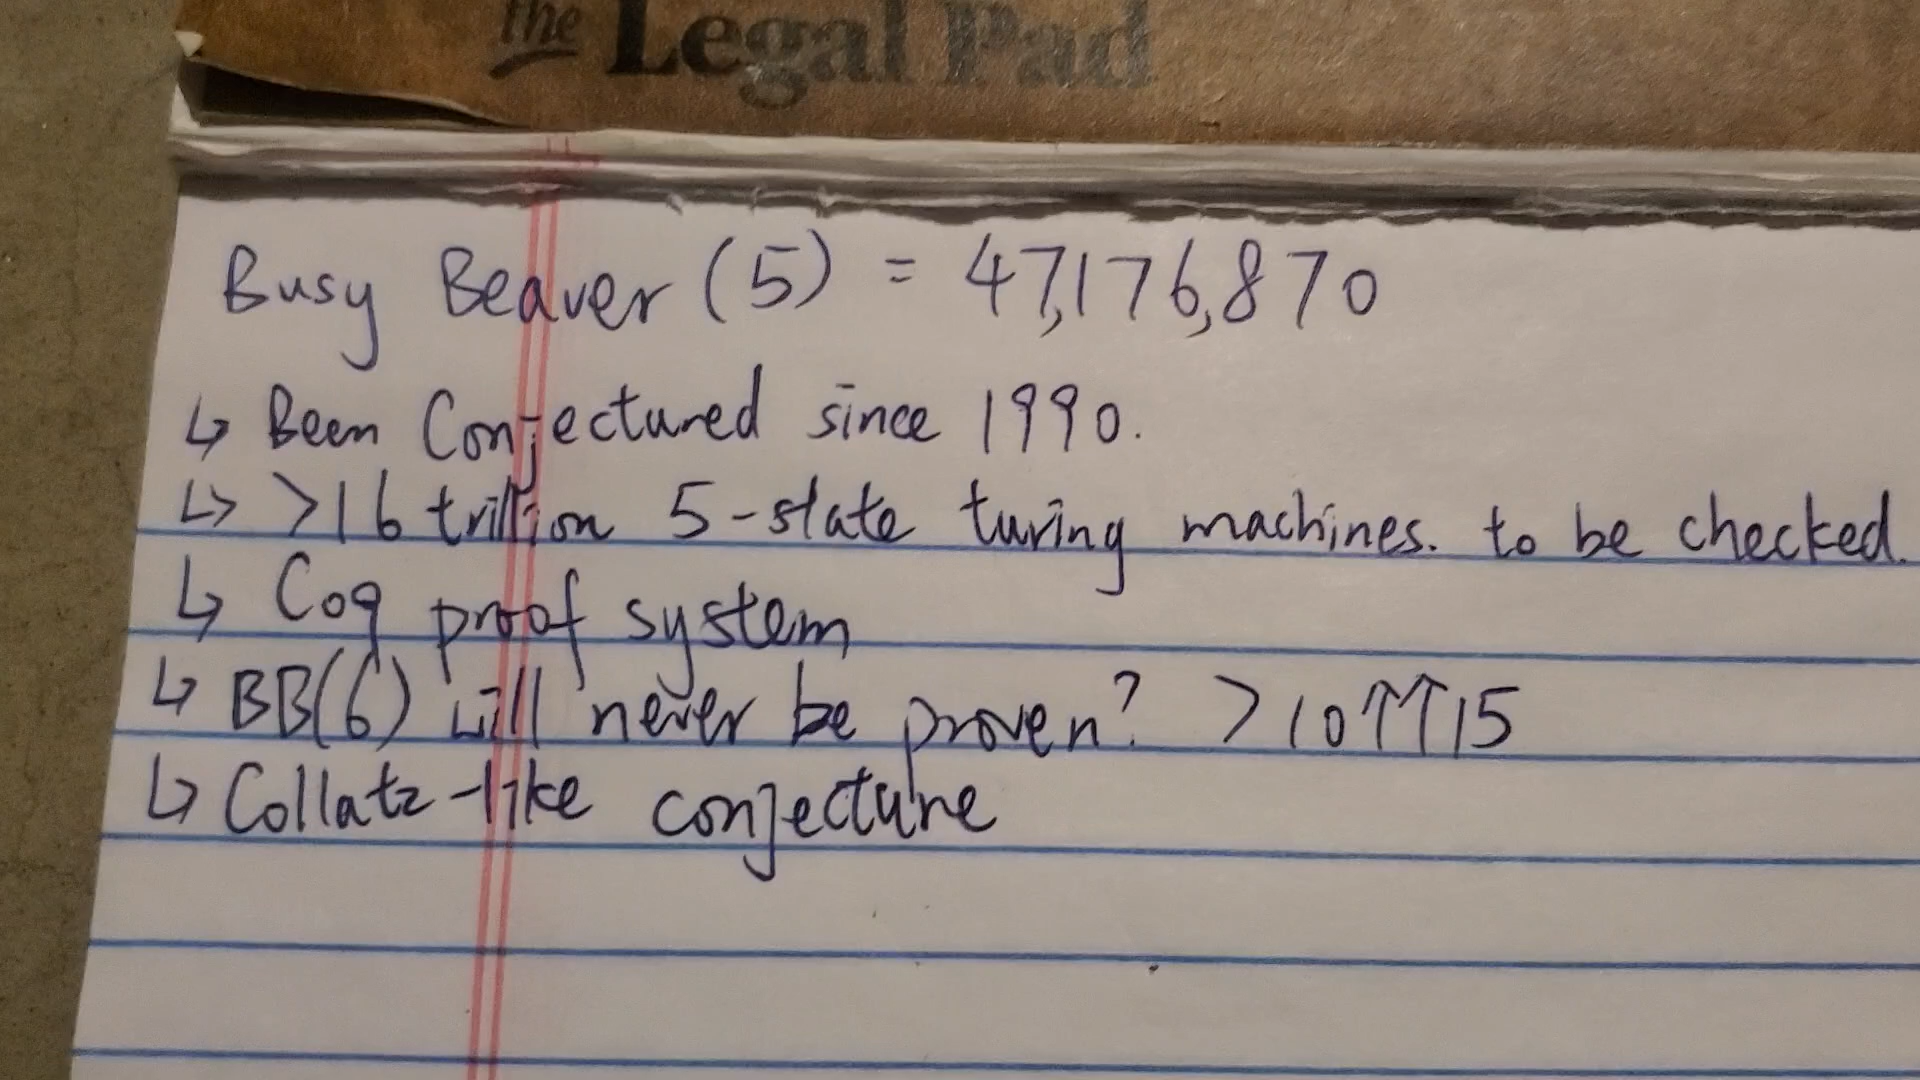 the Legal Pad
Busy Beaver (5) = 47,176,870
↳ Been Conjectured since 1990.
↳ >16 trillion 5-state turing machines. to be checked.
↳ Coq proof system
↳ BB(6) will never be proven? > 10↑↑15
↳ Collatz-like conjecture